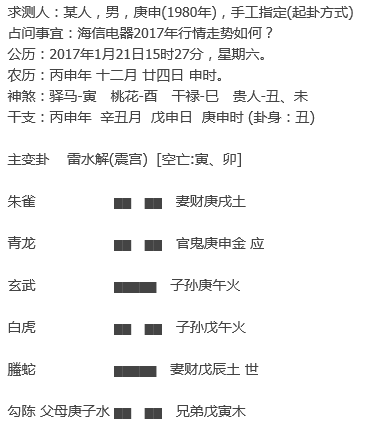 求测人：某人，男，庚申(1980年)，手工指定(起卦方式)
占问事宜：海信电器2017年行情走势如何？
公历：2017年1月21日15时27分，星期六。
农历：丙申年 十二月 廿四日 申时。
神煞：驿马-寅 桃花-酉 干禄-巳 贵人-丑、未
干支：丙申年 辛丑月 戊申日 庚申时 (卦身：丑)
主变卦 雷水解(震宫) [空亡:寅、卯]
朱雀 妻财庚戌土
青龙 官鬼庚申金 应
玄武 子孙庚午火
白虎 子孙戊午火
螣蛇 妻财戊辰土 世
勾陈 父母庚子水 兄弟戊寅木